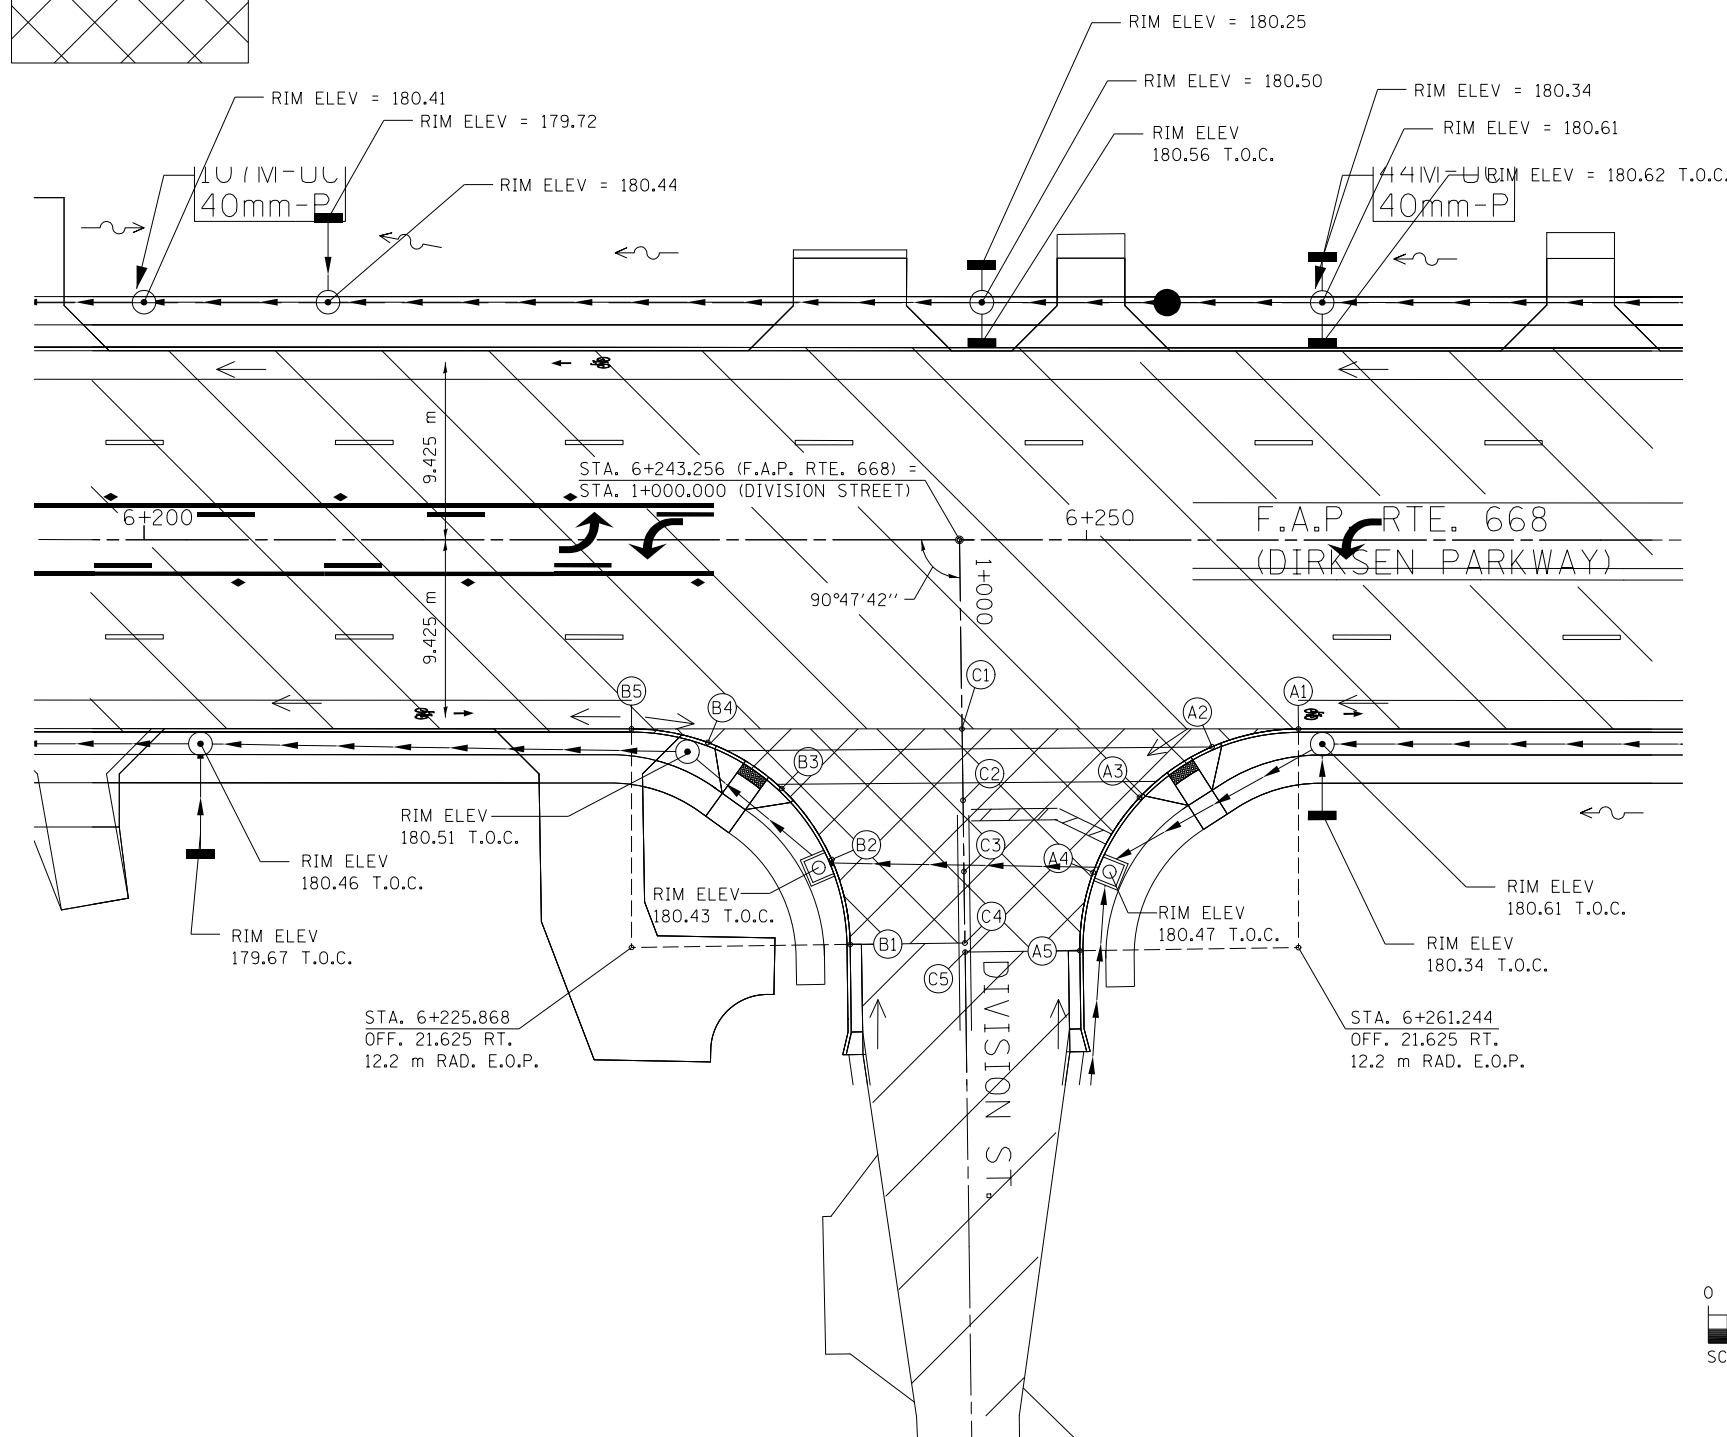 RIM ELEV = 180.25
RIM ELEV = 180.50
RIM ELEV = 180.41
RIM ELEV = 180.34
RIM ELEV = 179.72
RIM ELEV = 180.61
RIM ELEV
180.56 T.O.C.
RIM ELEV = 180.44
RIM ELEV = 180.62 T.O.C.
107M-UC
40mm-P
44M-UC
40mm-P
9.425 m
STA. 6+243.256 (F.A.P. RTE. 668) =
STA. 1+000.000 (DIVISION STREET)
6+200
6+250
F.A.P. RTE. 668
(DIRKSEN PARKWAY)
1+000
90°47'42''
9.425 m
C1
B5
A1
B4
A2
B3
C2
A3
RIM ELEV
180.51 T.O.C.
B2
C3
A4
RIM ELEV
180.46 T.O.C.
RIM ELEV
180.43 T.O.C.
RIM ELEV
180.61 T.O.C.
C4
RIM ELEV
180.47 T.O.C.
RIM ELEV
179.67 T.O.C.
B1
A5
RIM ELEV
180.34 T.O.C.
C5
DIVISION ST.
STA. 6+225.868
OFF. 21.625 RT.
12.2 m RAD. E.O.P.
STA. 6+261.244
OFF. 21.625 RT.
12.2 m RAD. E.O.P.
0
SC